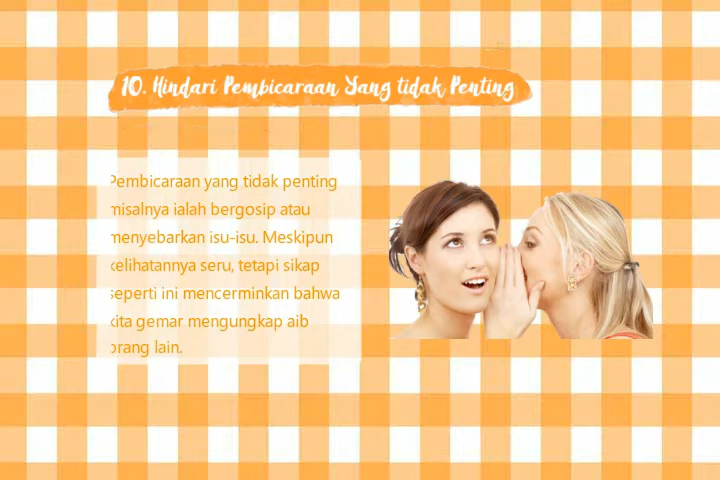 10. Hindari Pembicaraan Yang tidak Penting
Pembicaraan yang tidak penting
misalnya ialah bergosip atau
menyebarkan isu-isu. Meskipun
kelihatannya seru, tetapi sikap
seperti ini mencerminkan bahwa
kita gemar mengungkap aib
orang lain.